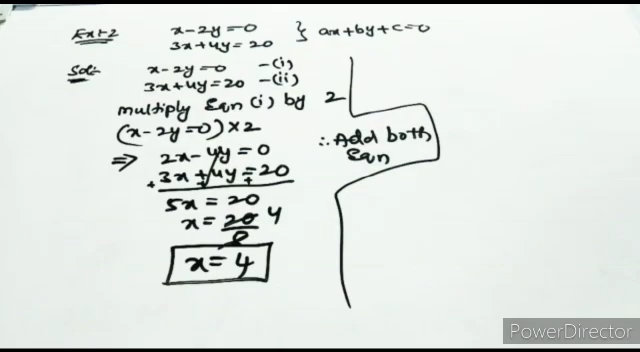 Ex:-2 x-2y=0 } ax+by+c=0
3x+4y=20
Sol:- x-2y=0 -(i)
3x+4y=20 -(ii)
multiply Eqn (i) by 2
(x-2y=0)×2
⇒ 2x-4y=0
+3x+4y=20
5x=20
x=20 4
x=4
∴ Add both
Eqn
PowerDirector